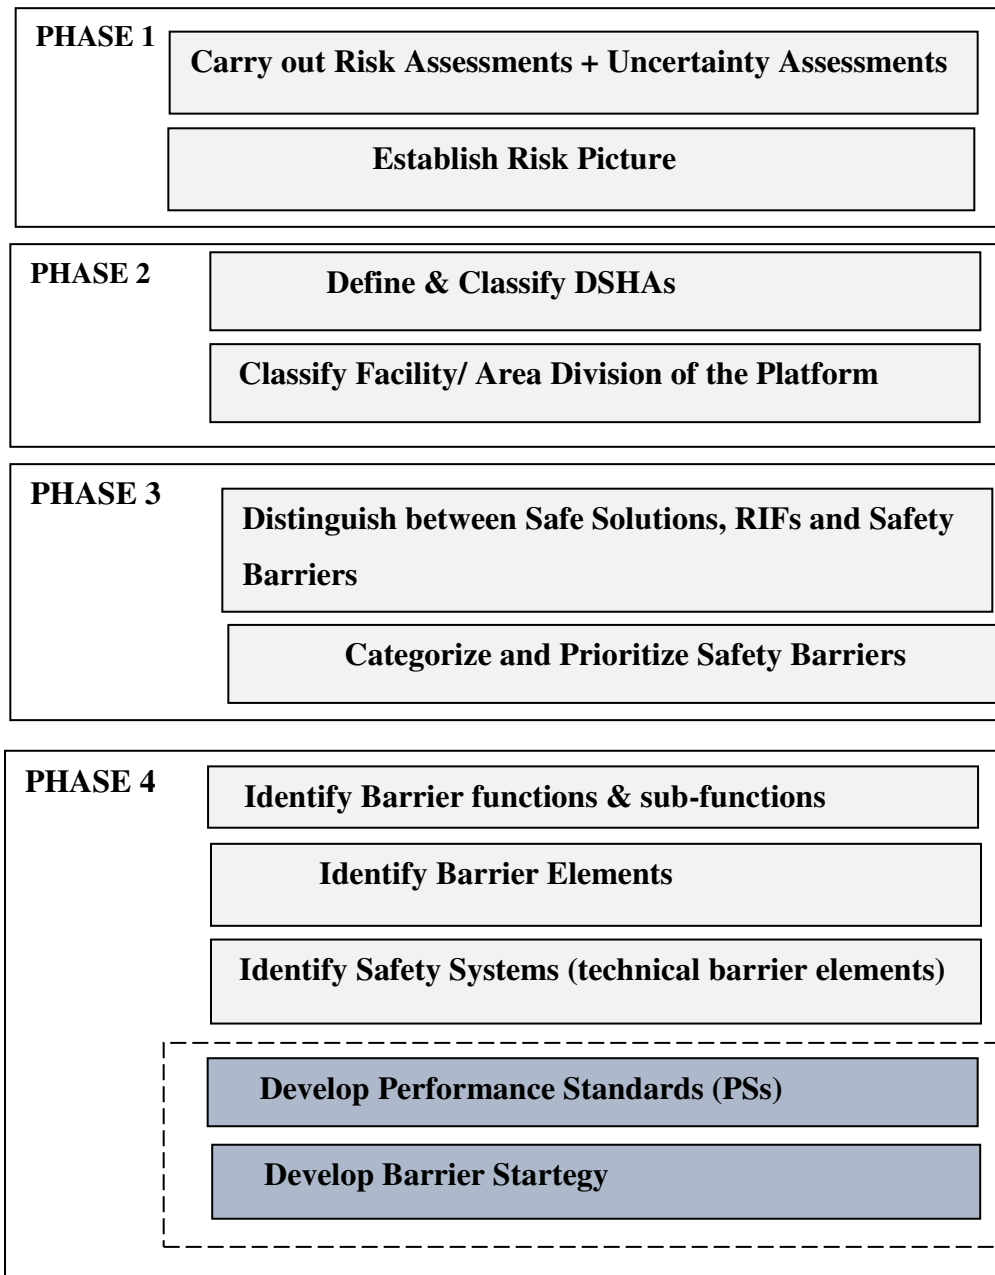 PHASE 1
Carry out Risk Assessments + Uncertainty Assessments
Establish Risk Picture
PHASE 2
Define & Classify DSHAs
Classify Facility/ Area Division of the Platform
PHASE 3
Distinguish between Safe Solutions, RIFs and Safety
Barriers
Categorize and Prioritize Safety Barriers
PHASE 4
Identify Barrier functions & sub-functions
Identify Barrier Elements
Identify Safety Systems (technical barrier elements)
Develop Performance Standards (PSs)
Develop Barrier Startegy